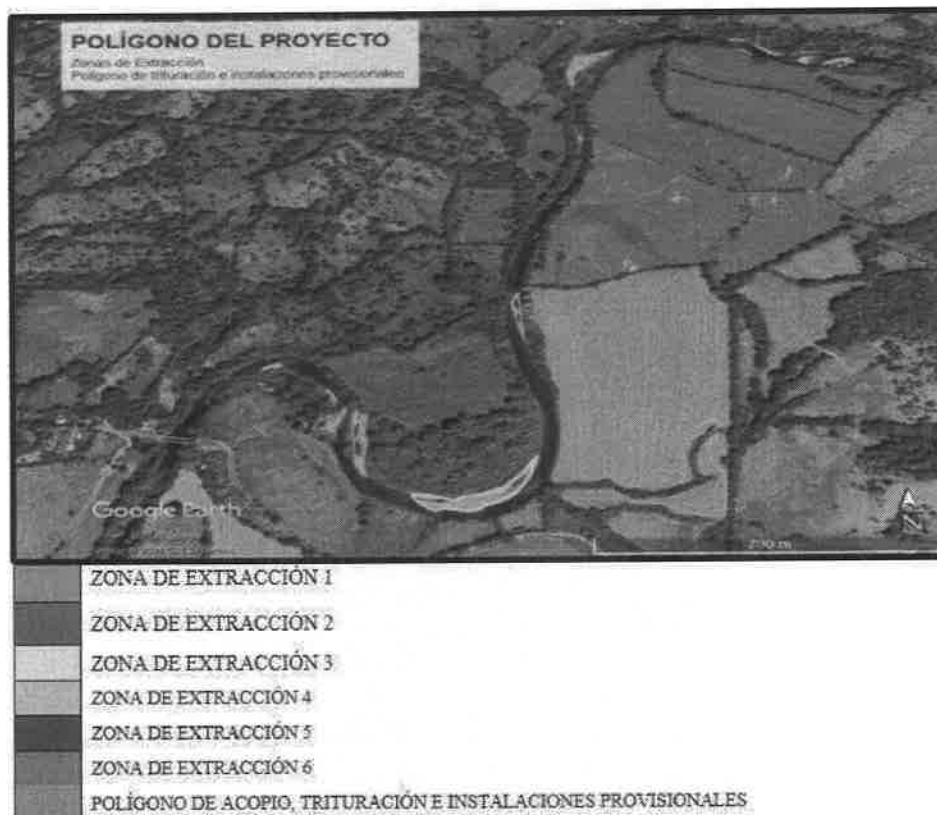 POLÍGONO DEL PROYECTO
Zonas de Extracción
Polígono de trituración e instalaciones provisionales
Google Earth
N
200 m
ZONA DE EXTRACCIÓN 1
ZONA DE EXTRACCIÓN 2
ZONA DE EXTRACCIÓN 3
ZONA DE EXTRACCIÓN 4
ZONA DE EXTRACCIÓN 5
ZONA DE EXTRACCIÓN 6
POLÍGONO DE ACOPIO, TRITURACIÓN E INSTALACIONES PROVISIONALES